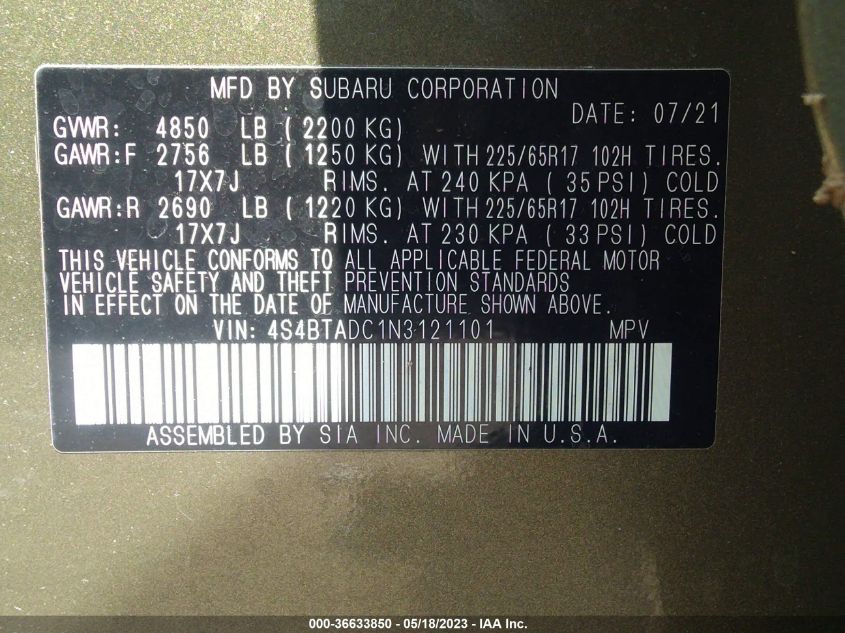 MFD BY SUBARU CORPORATION
DATE: 07/21
GVWR: 4850 LB ( 2200 KG)
GAWR:F 2756 LB ( 1250 KG) WITH 225/65R17 102H TIRES.
17X7J RIMS. AT 240 KPA ( 35 PSI) COLD
GAWR:R 2690 LB ( 1220 KG) WITH 225/65R17 102H TIRES.
17X7J RIMS. AT 230 KPA ( 33 PSI) COLD
THIS VEHICLE CONFORMS TO ALL APPLICABLE FEDERAL MOTOR
VEHICLE SAFETY AND THEFT PREVENTION STANDARDS
IN EFFECT ON THE DATE OF MANUFACTURE SHOWN ABOVE.
VIN: 4S4BTADC1N3121101 MPV
ASSEMBLED BY SIA INC. MADE IN U.S.A.
000-36633850 - 05/18/2023 - IAA Inc.